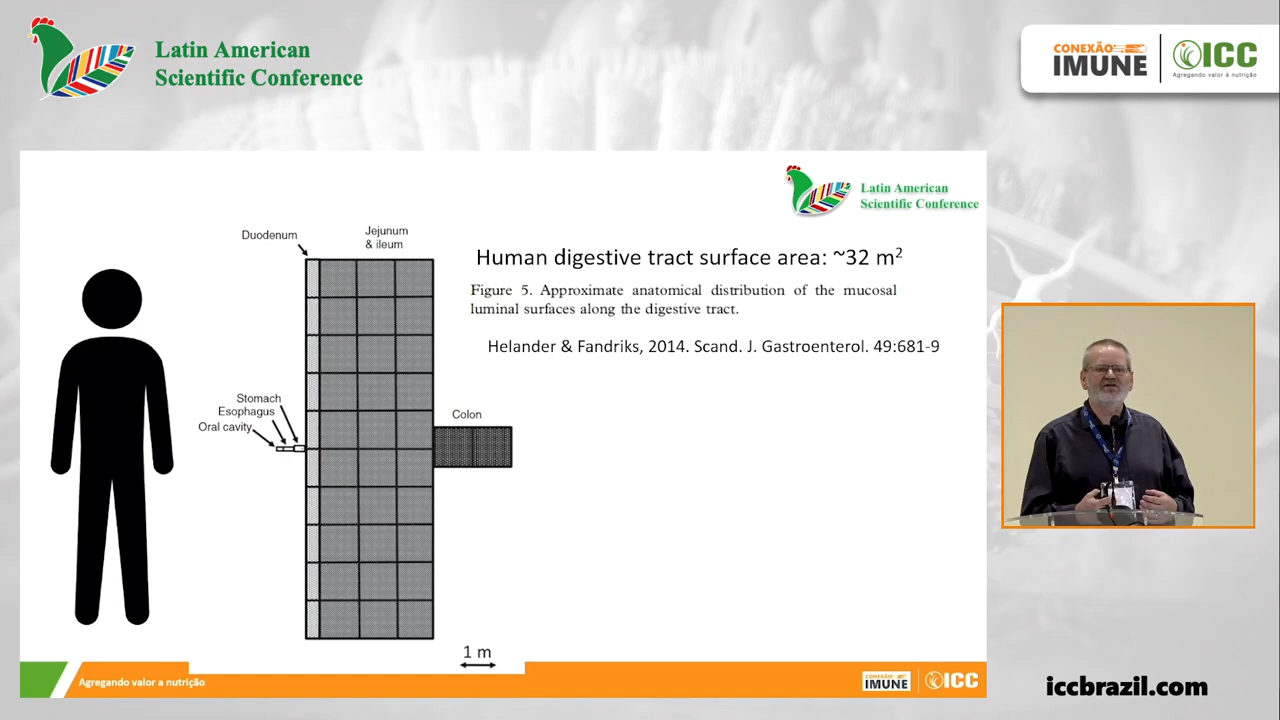 Latin American
Scientific Conference
CONEXÃO
IMUNE
ICC
Agregando valor à nutrição
Latin American
Scientific Conference
Duodenum
Jejunum
& ileum
Human digestive tract surface area: ~32 m²
Figure 5. Approximate anatomical distribution of the mucosal
luminal surfaces along the digestive tract.
Helander & Fandriks, 2014. Scand. J. Gastroenterol. 49:681-9
Stomach
Esophagus
Oral cavity
Colon
1 m
Agregando valor a nutrição
CONEXÃO
IMUNE
ICC
iccbrazil.com